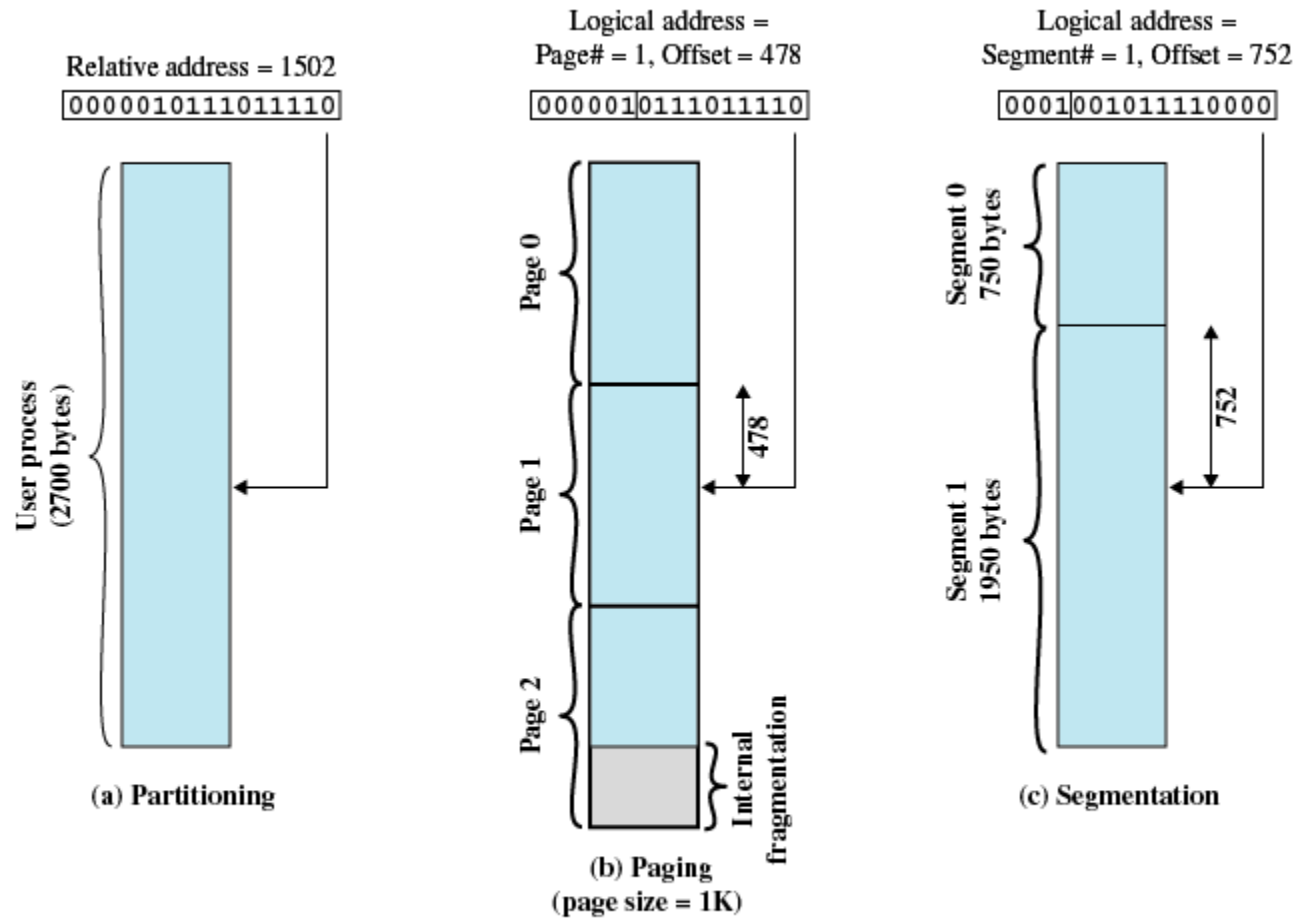 Relative address = 1502
0000010111011110
User process
(2700 bytes)
(a) Partitioning
Logical address =
Page# = 1, Offset = 478
000001 0111011110
Page 0
Page 1
Page 2
478
Internal
fragmentation
(b) Paging
(page size = 1K)
Logical address =
Segment# = 1, Offset = 752
0001 001011110000
Segment 0
750 bytes
Segment 1
1950 bytes
752
(c) Segmentation